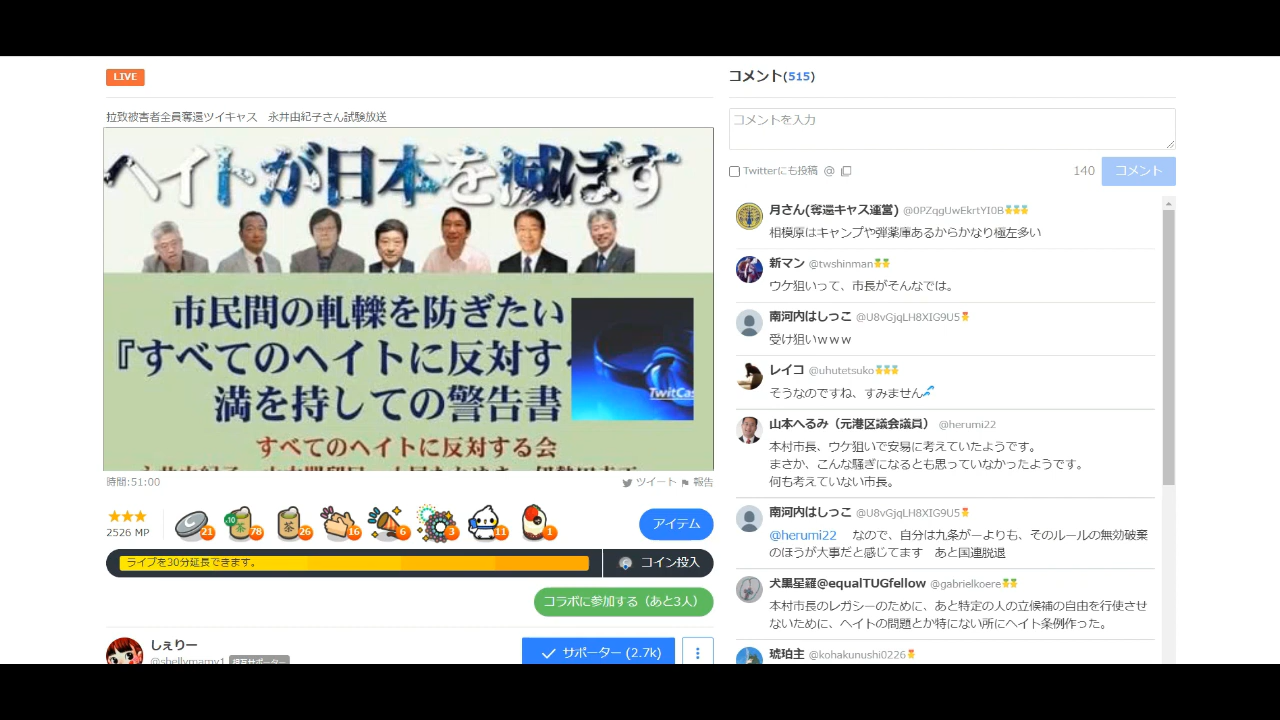 LIVE
拉致被害者全員奪還ツイキャス 永井由紀子さん試験放送
ヘイトが日本を滅ぼす
市民間の軋轢を防ぎたい
『すべてのヘイトに反対す
満を持しての警告書
TwitCas
すべてのヘイトに反対する会
時間:51:00
ツイート 報告
2526 MP
+10
21
78
26
16
6
3
11
1
アイテム
ライブを30分延長できます。
コイン投入
コラボに参加する（あと3人）
しぇりー
@shellymamy1 相互サポーター
サポーター (2.7k)
コメント(515)
コメントを入力
Twitterにも投稿 @
140
コメント
月さん(奪還キャス運営) @0PZqgUwEkrtYI0B
相模原はキャンプや弾薬庫あるからかなり極左多い
新マン @twshinman
ウケ狙いって、市長がそんなでは。
南河内はしっこ @U8vGjqLH8XIG9U5
受け狙いｗｗｗ
レイコ @uhutetsuko
そうなのですね、すみません
山本へるみ（元港区議会議員） @herumi22
本村市長、ウケ狙いで安易に考えていたようです。
まさか、こんな騒ぎになるとも思っていなかったようです。
何も考えていない市長。
南河内はしっこ @U8vGjqLH8XIG9U5
@herumi22 なので、自分は九条がーよりも、そのルールの無効破棄
のほうが大事だと感じてます　あと国連脱退
犬黒星羅@equalTUGfellow @gabrielkoere
本村市長のレガシーのために、あと特定の人の立候補の自由を行使させ
ないために、ヘイトの問題とか特にない所にヘイト条例作った。
琥珀主 @kohakunushi0226